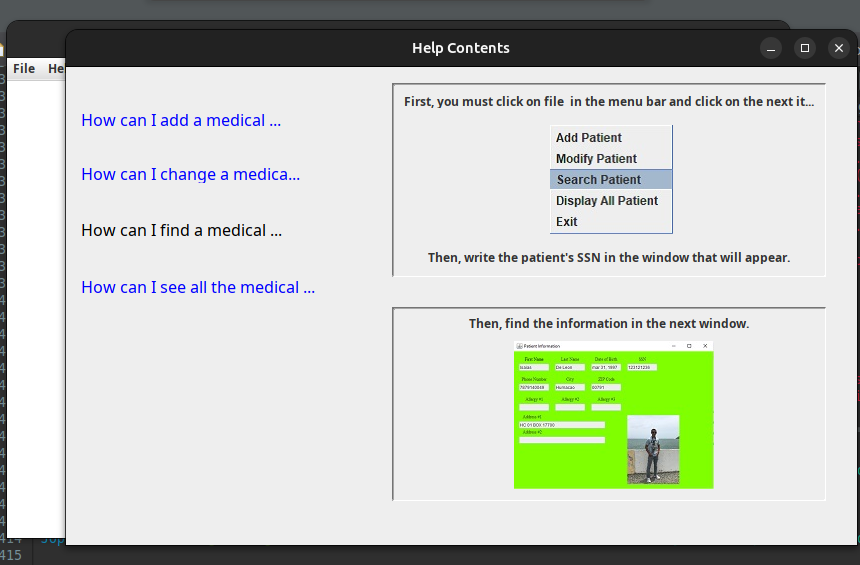 Help Contents
File He
How can I add a medical ...
How can I change a medica...
How can I find a medical ...
How can I see all the medical ...
First, you must click on file in the menu bar and click on the next it...
Add Patient
Modify Patient
Search Patient
Display All Patient
Exit
Then, write the patient's SSN in the window that will appear.
Then, find the information in the next window.
Patient Information
First Name Last Name Date of Birth SSN
Isaias De Leon mar 31, 1997 123121236
Phone Number City ZIP Code
Humacao 00791
Allergy #1 Allergy #2 Allergy #3
Address #1
HC 01 BOX 17700
Address #2
415